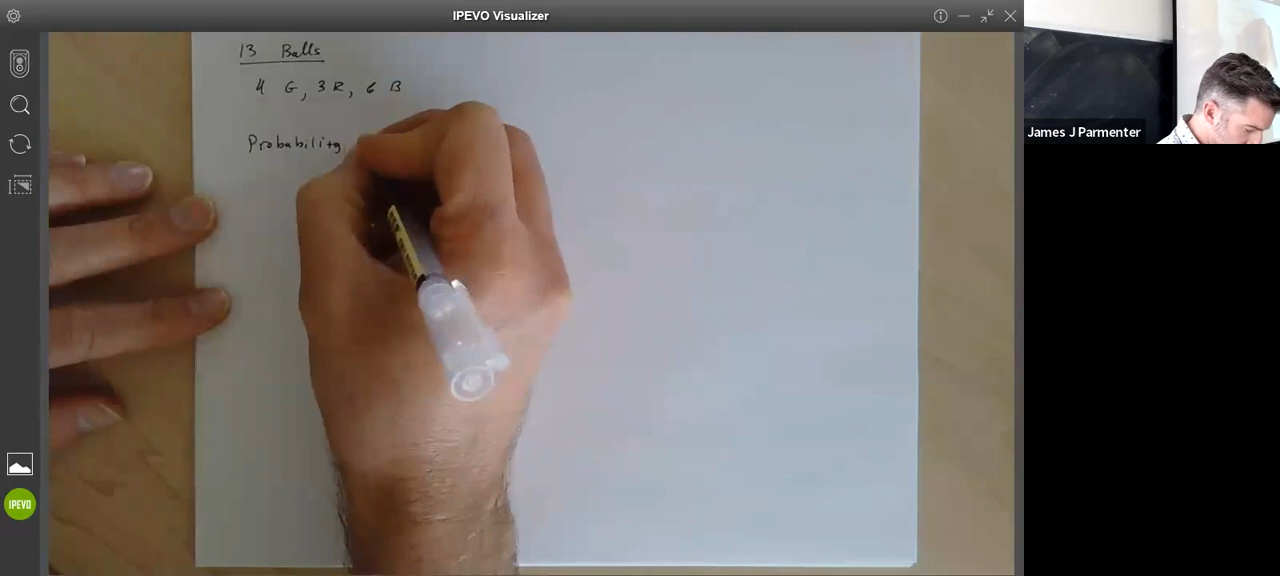 IPEVO Visualizer
James J Parmenter
13 Balls
4 G, 3 R, 6 B
Probability
IPEVO